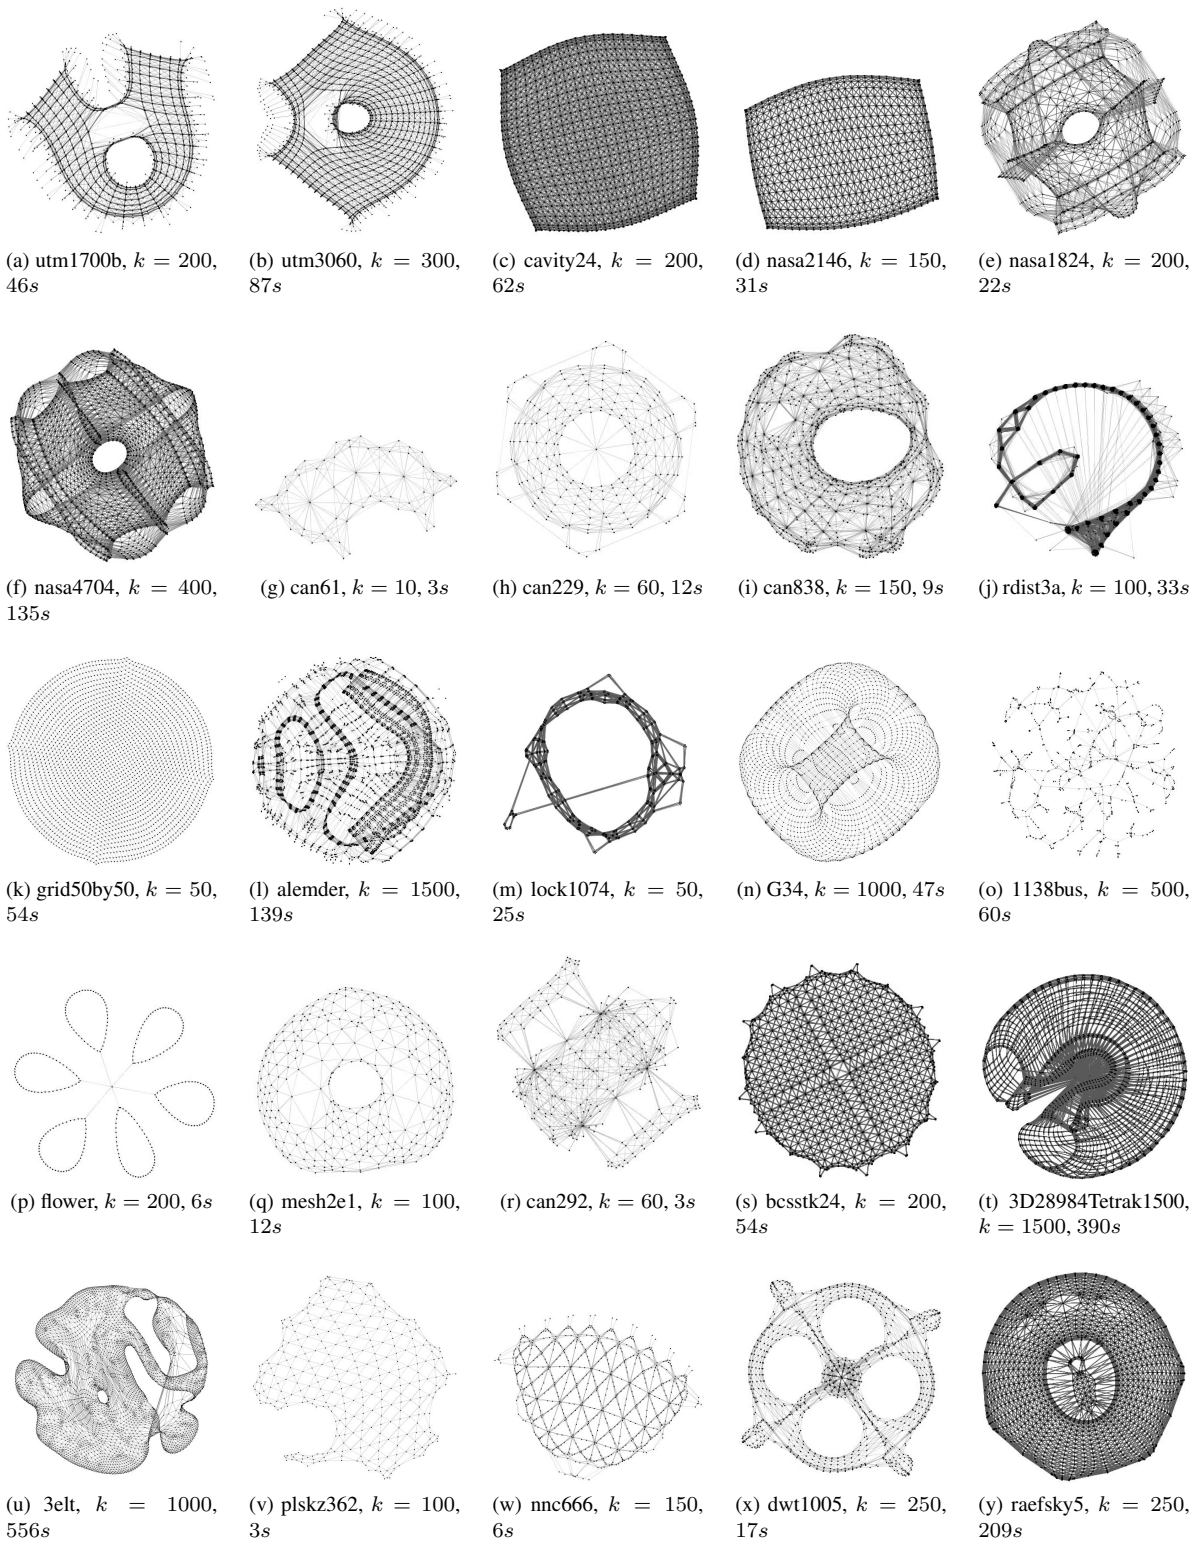 (a) utm1700b, k = 200,
46s
(b) utm3060, k = 300,
87s
(c) cavity24, k = 200,
62s
(d) nasa2146, k = 150,
31s
(e) nasa1824, k = 200,
22s
(f) nasa4704, k = 400,
135s
(g) can61, k = 10, 3s
(h) can229, k = 60, 12s
(i) can838, k = 150, 9s
(j) rdist3a, k = 100, 33s
(k) grid50by50, k = 50,
54s
(l) alemder, k = 1500,
139s
(m) lock1074, k = 50,
25s
(n) G34, k = 1000, 47s
(o) 1138bus, k = 500,
60s
(p) flower, k = 200, 6s
(q) mesh2e1, k = 100,
12s
(r) can292, k = 60, 3s
(s) bcsstk24, k = 200,
54s
(t) 3D28984Tetrak1500,
k = 1500, 390s
(u) 3elt, k = 1000,
556s
(v) plskz362, k = 100,
3s
(w) nnc666, k = 150,
6s
(x) dwt1005, k = 250,
17s
(y) raefsky5, k = 250,
209s